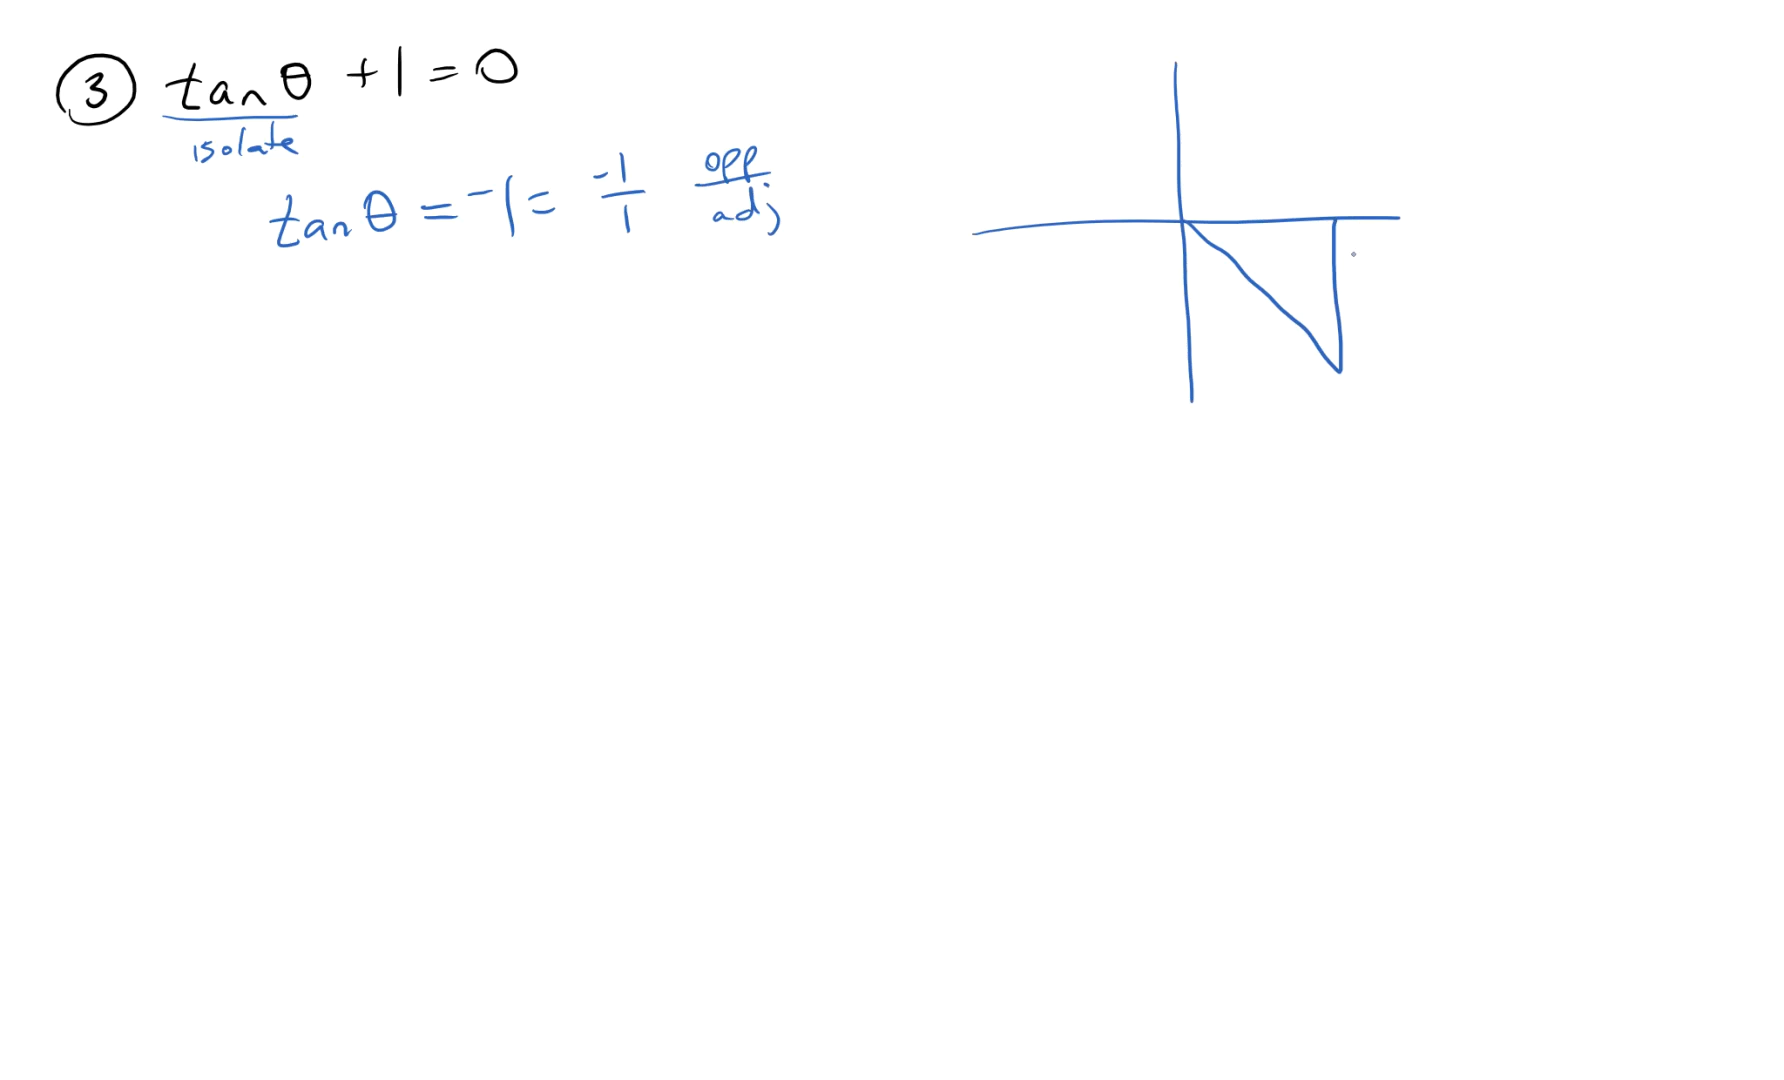 ③ tan θ + 1 = 0
isolate
tan θ = -1 = -1/1 opp/adj